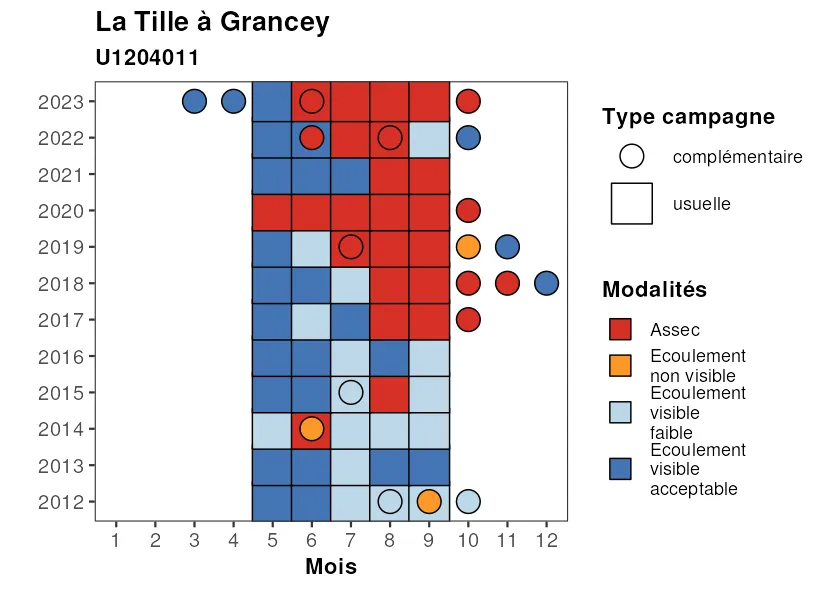 La Tille à Grancey
U1204011
2023
2022
2021
2020
2019
2018
2017
2016
2015
2014
2013
2012
1 2 3 4 5 6 7 8 9 10 11 12
Mois
Type campagne
complémentaire
usuelle
Modalités
Assec
Ecoulement
non visible
Ecoulement
visible
faible
Ecoulement
visible
acceptable